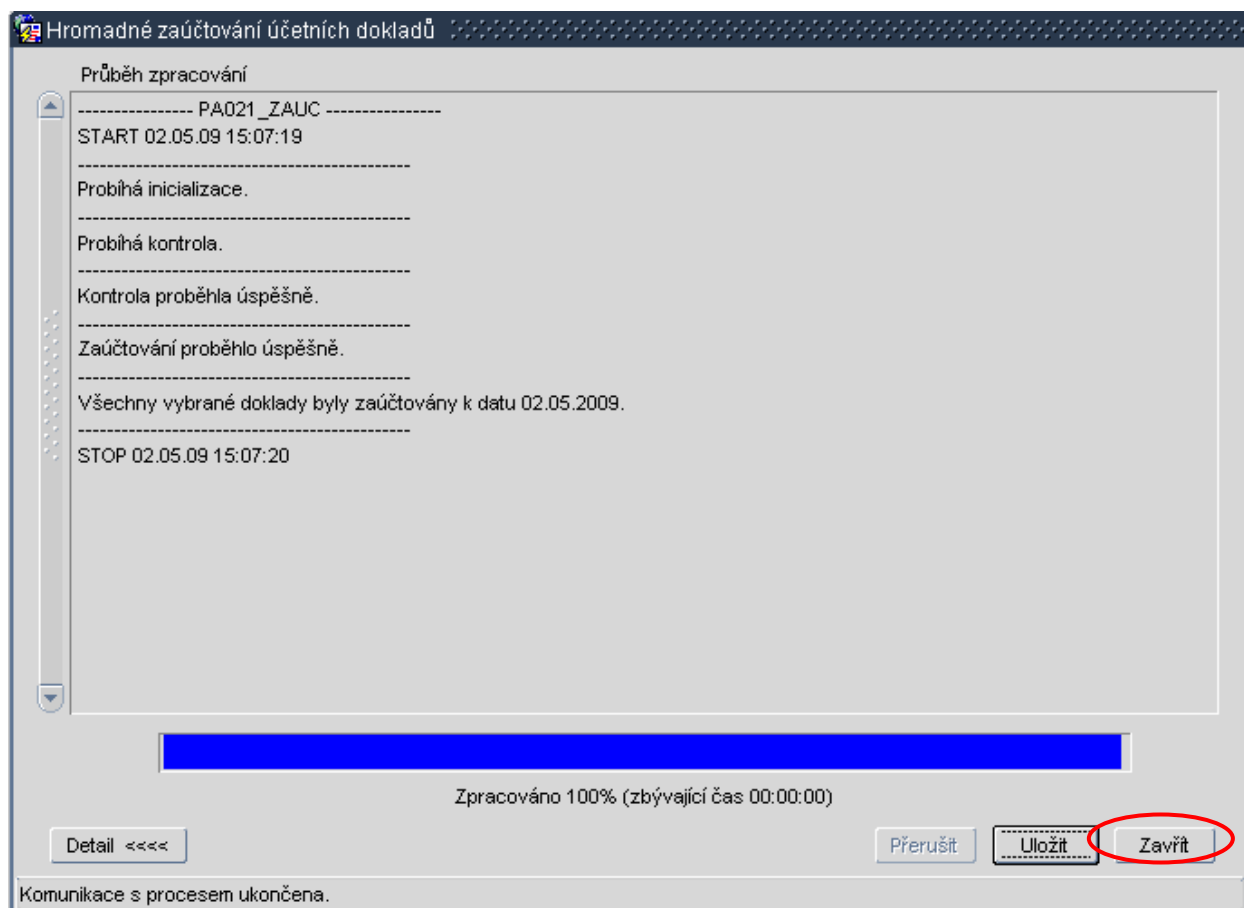 Hromadné zaúčtování účetních dokladů
Průběh zpracování
---------------- PA021_ZAUC ----------------
START 02.05.09 15:07:19
----------------------------------------------
Probíhá inicializace.
----------------------------------------------
Probíhá kontrola.
----------------------------------------------
Kontrola proběhla úspěšně.
----------------------------------------------
Zaúčtování proběhlo úspěšně.
----------------------------------------------
Všechny vybrané doklady byly zaúčtovány k datu 02.05.2009.
----------------------------------------------
STOP 02.05.09 15:07:20
Zpracováno 100% (zbývající čas 00:00:00)
Detail <<<< Přerušit Uložit Zavřít
Komunikace s procesem ukončena.